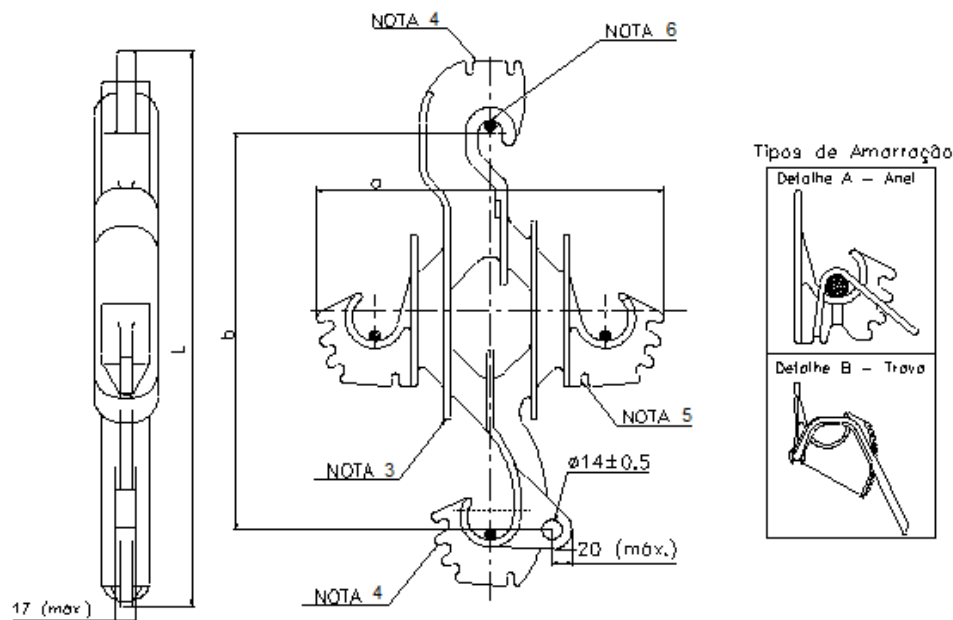 NOTA 4
NOTA 6
Tipos de Amarração
Detalhe A - Anel
a
b
L
NOTA 5
Detalhe B - Trava
NOTA 3
ø14±0.5
20 (máx.)
NOTA 4
17 (máx)